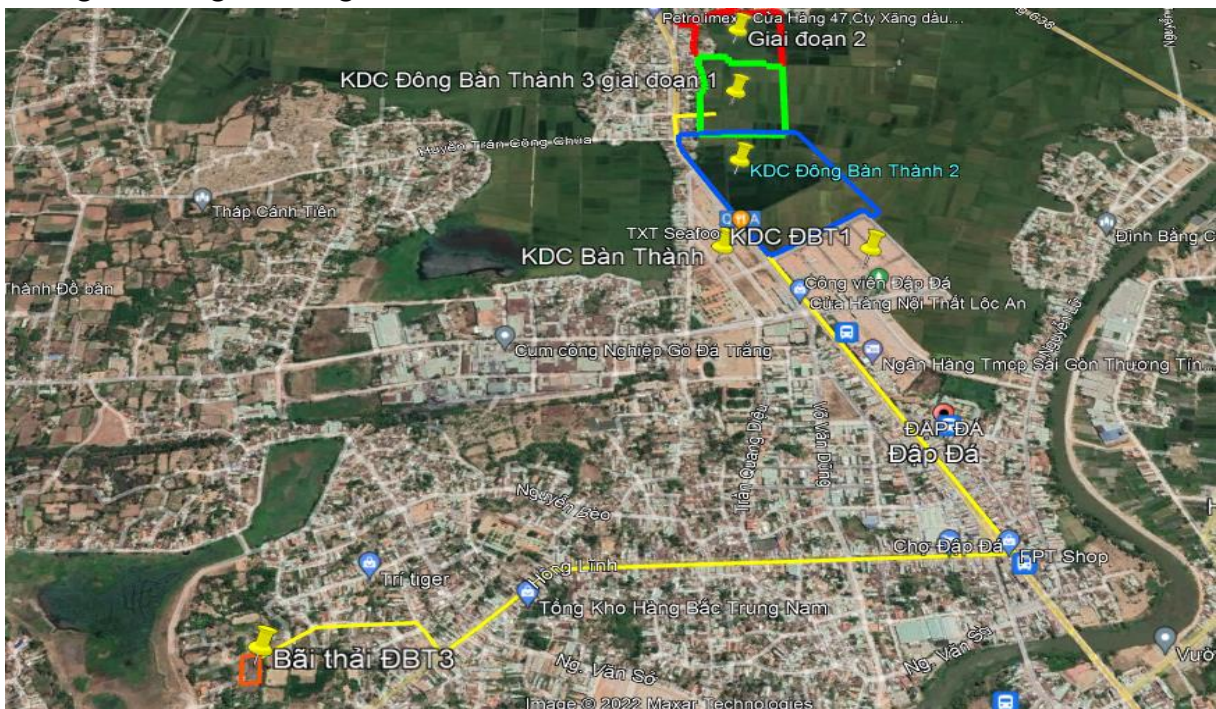 Petrolimex - Cửa Hàng 47,Cty Xăng dầu...
Giai đoạn 2
KDC Đông Bàn Thành 3 giai đoạn 1
Huyền Trân Công Chúa
KDC Đông Bàn Thành 2
Tháp Cánh Tiên
TXT Seafoo
KDC ĐBT1
KDC Bàn Thành
Đình Bằng C
Thành Đồ bàn
Công viên Đập Đá
Cửa Hàng Nội Thất Lộc An
Cụm công Nghiệp Gò Đá Trắng
Ngân Hàng Tmcp Sài Gòn Thương Tín...
Trần Quang Diệu
Võ Văn Dũng
ĐẬP ĐÁ
Đập Đá
Chợ Đập Đá
FPT Shop
Trí tiger
Hồng Lĩnh
Tổng Kho Hàng Bắc Trung Nam
Bãi thải ĐBT3
Ng. Văn Sở
Ng. Văn Sở
Vườ
Image © 2022 Maxar Technologies